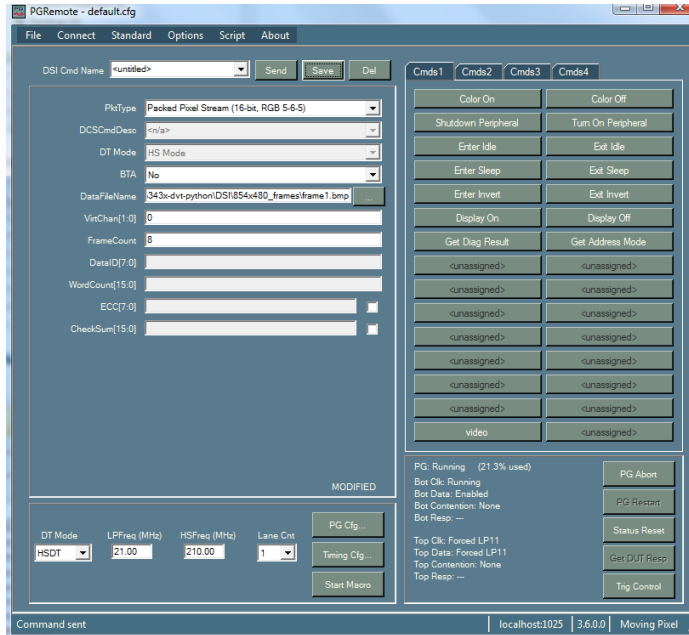 PGRemote - default.cfg
File Connect Standard Options Script About
DSI Cmd Name <untitled> Send Save Del
PktType Packed Pixel Stream (16-bit, RGB 5-6-5)
DCSCmdDesc <n/a>
DT Mode HS Mode
BTA No
DataFileName 343x-dvt-python\DSI\854x480_frames\frame1.bmp ...
VirtChan[1:0] 0
FrameCount 8
DataID[7:0]
WordCount[15:0]
ECC[7:0]
CheckSum[15:0]
MODIFIED
DT Mode LPFreq (MHz) HSFreq (MHz) Lane Cnt
HSDT 21.00 210.00 1
PG Cfg...
Timing Cfg...
Start Macro
Cmds1 Cmds2 Cmds3 Cmds4
Color On Color Off
Shutdown Peripheral Turn On Peripheral
Enter Idle Exit Idle
Enter Sleep Exit Sleep
Enter Invert Exit Invert
Display On Display Off
Get Diag Result Get Address Mode
<unassigned> <unassigned>
<unassigned> <unassigned>
<unassigned> <unassigned>
<unassigned> <unassigned>
<unassigned> <unassigned>
<unassigned> <unassigned>
<unassigned> <unassigned>
video <unassigned>
PG: Running (21.3% used)
Bot Clk: Running
Bot Data: Enabled
Bot Contention: None
Bot Resp: ---
Top Clk: Forced LP11
Top Data: Forced LP11
Top Contention: None
Top Resp: ---
PG Abort
PG Restart
Status Reset
Get DUT Resp
Trig Control
Command sent localhost:1025 3.6.0.0 Moving Pixel